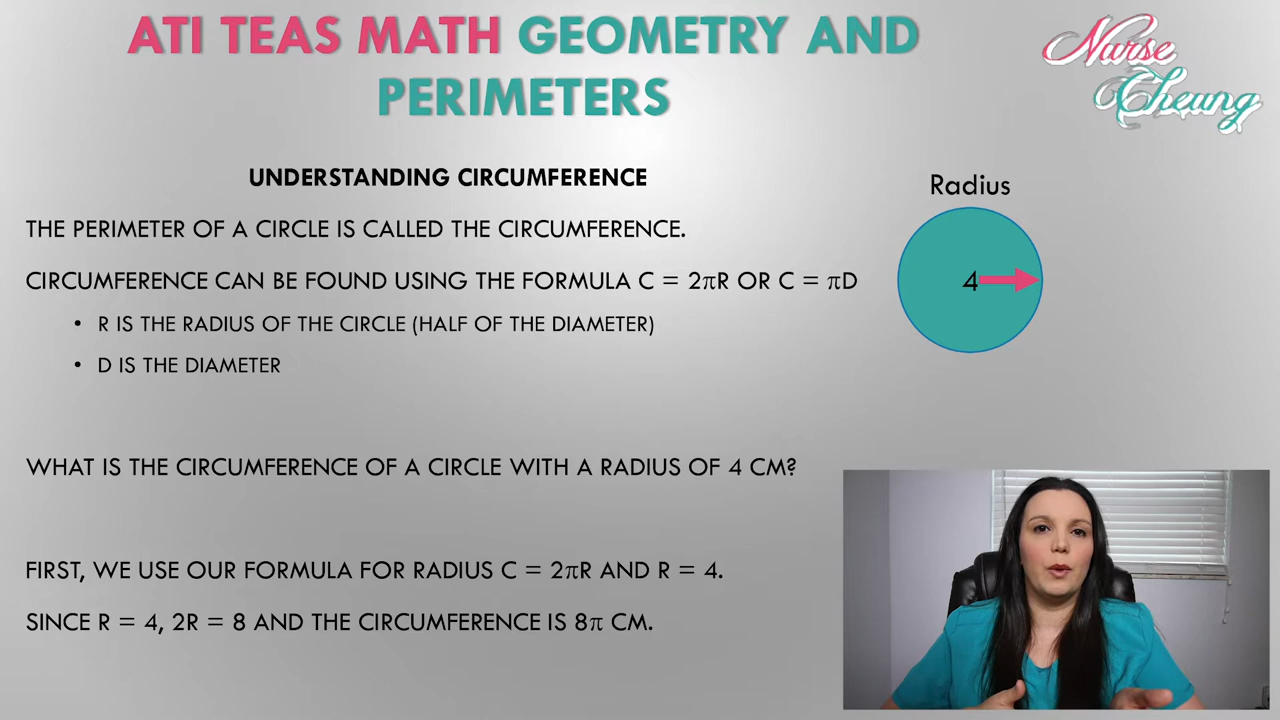 ATI TEAS MATH GEOMETRY AND
PERIMETERS
Nurse
Cheung
UNDERSTANDING CIRCUMFERENCE
THE PERIMETER OF A CIRCLE IS CALLED THE CIRCUMFERENCE.
CIRCUMFERENCE CAN BE FOUND USING THE FORMULA C = 2πR OR C = πD
• R IS THE RADIUS OF THE CIRCLE (HALF OF THE DIAMETER)
• D IS THE DIAMETER
Radius
4
WHAT IS THE CIRCUMFERENCE OF A CIRCLE WITH A RADIUS OF 4 CM?
FIRST, WE USE OUR FORMULA FOR RADIUS C = 2πR AND R = 4.
SINCE R = 4, 2R = 8 AND THE CIRCUMFERENCE IS 8π CM.